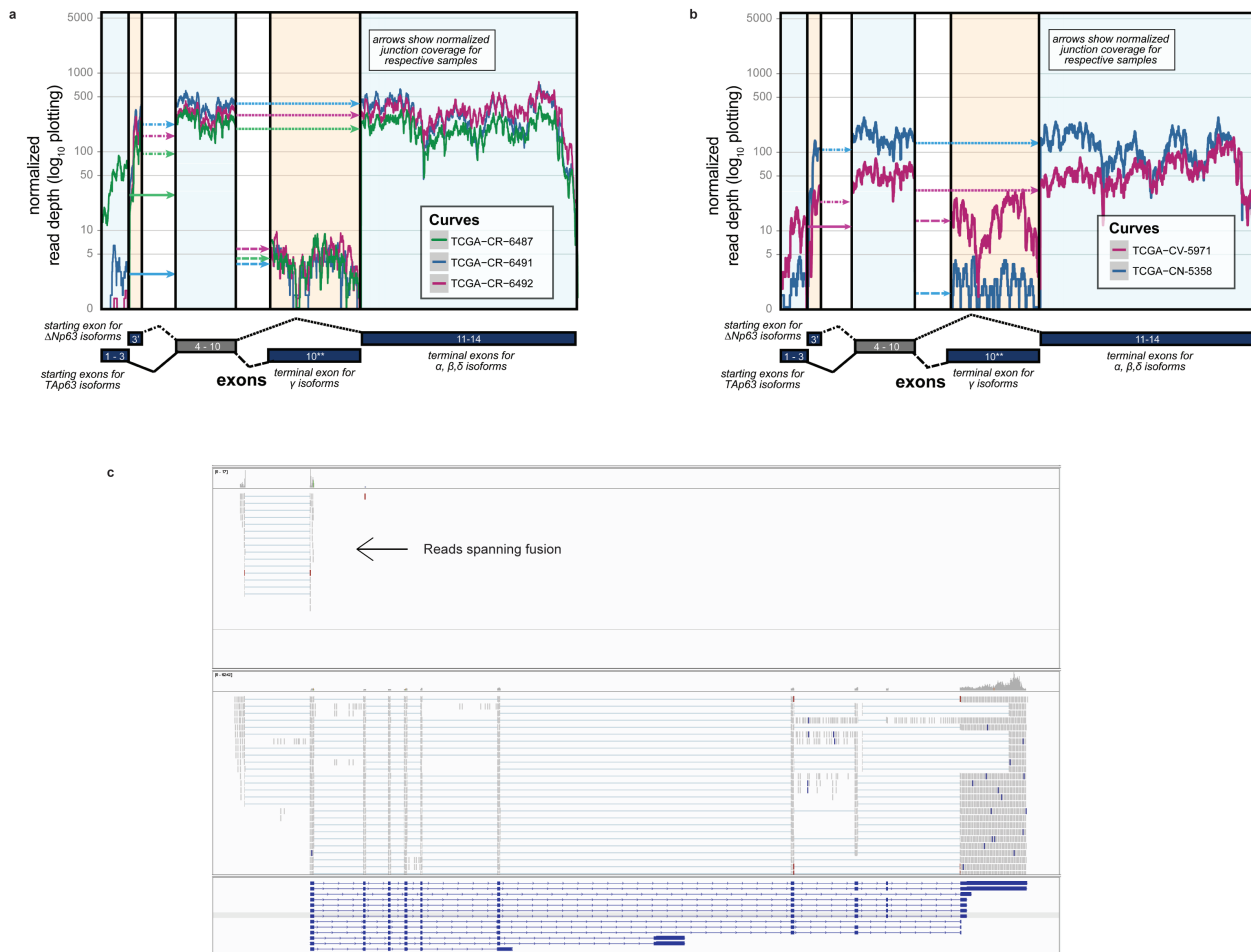 a
5000
1000
500
100
50
10
5
0
normalized
read depth (log10 plotting)
arrows show normalized
junction coverage for
respective samples
Curves
TCGA−CR−6487
TCGA−CR−6491
TCGA−CR−6492
starting exon for
ΔNp63 isoforms
3'
1 - 3
4 - 10
10**
11-14
starting exons for
TAp63 isoforms
exons
terminal exon for
γ isoforms
terminal exons for
α, β,δ isoforms
b
5000
1000
500
100
50
10
5
0
normalized
read depth (log10 plotting)
arrows show normalized
junction coverage for
respective samples
Curves
TCGA−CV-5971
TCGA−CN-5358
starting exon for
ΔNp63 isoforms
3'
1 - 3
4 - 10
10**
11-14
starting exons for
TAp63 isoforms
exons
terminal exon for
γ isoforms
terminal exons for
α, β,δ isoforms
c
[0 - 17]
Reads spanning fusion